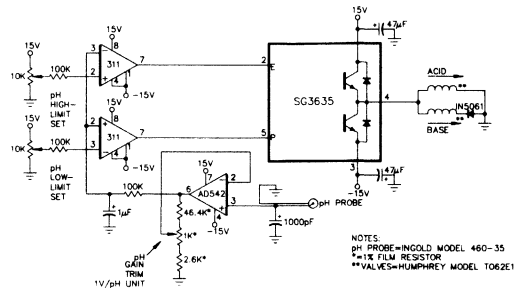 15V
15V
47µF
3
8
311
7
2
E
15V
100K
10K
2
4
1
pH
HIGH-
LIMIT
SET
-15V
15V
SG3635
4
ACID
**
IN5061
BASE
**
15V
100K
10K
2
8
311
7
5
P
3
4
1
pH
LOW-
LIMIT
SET
-15V
3
47µF
-15V
100K
6
15V
7
2
AD542
3
4
-15V
pH PROBE
1µF
46.4K*
1K*
2.6K*
1000pF
pH
GAIN
TRIM
1V/pH UNIT
NOTES:
pH PROBE=INGOLD MODEL 460-35
*=1% FILM RESISTOR
**VALVES=HUMPHREY MODEL T062E1